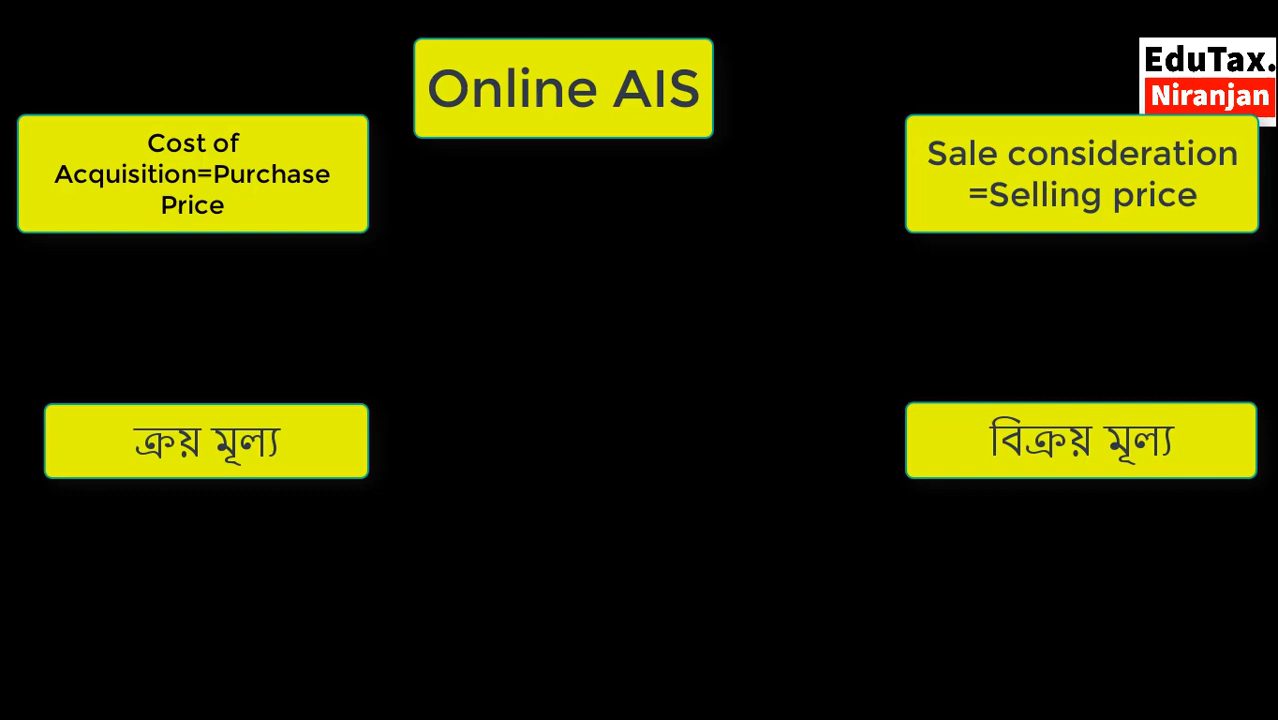 Online AIS
EduTax.
Niranjan
Cost of
Acquisition=Purchase
Price
Sale consideration
=Selling price
ক্রয় মূল্য
বিক্রয় মূল্য